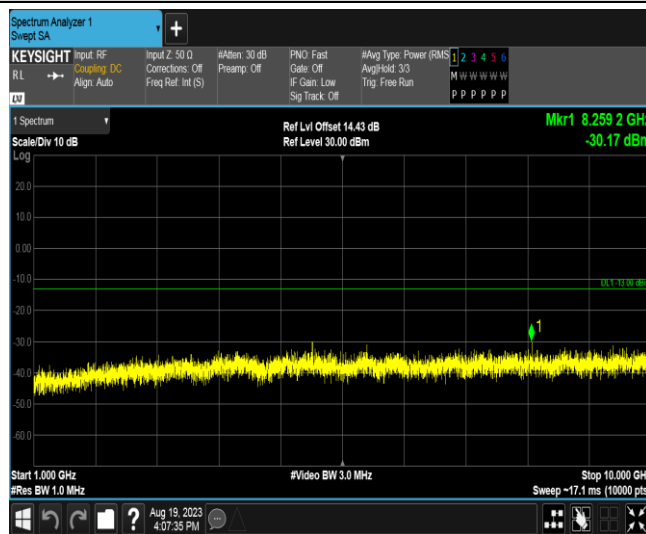 Spectrum Analyzer 1
Swept SA
+
KEYSIGHT
RL
LXI
Input: RF
Coupling: DC
Align: Auto
Input Z: 50 Ω
Corrections: Off
Freq Ref: Int (S)
#Atten: 30 dB
Preamp: Off
PNO: Fast
Gate: Off
IF Gain: Low
Sig Track: Off
#Avg Type: Power (RMS
Avg|Hold: 3/3
Trig: Free Run
1 2 3 4 5 6
M W W W W W
P P P P P P
1 Spectrum
Scale/Div 10 dB
Log
Ref Lvl Offset 14.43 dB
Ref Level 30.00 dBm
Mkr1 8.259 2 GHz
-30.17 dBm
20.0
10.0
0.00
-10.0
DL1 -13.00 dBm
-20.0
1
-30.0
-40.0
-50.0
-60.0
Start 1.000 GHz
#Res BW 1.0 MHz
#Video BW 3.0 MHz
Stop 10.000 GHz
Sweep ~17.1 ms (10000 pts
?
Aug 19, 2023
4:07:35 PM